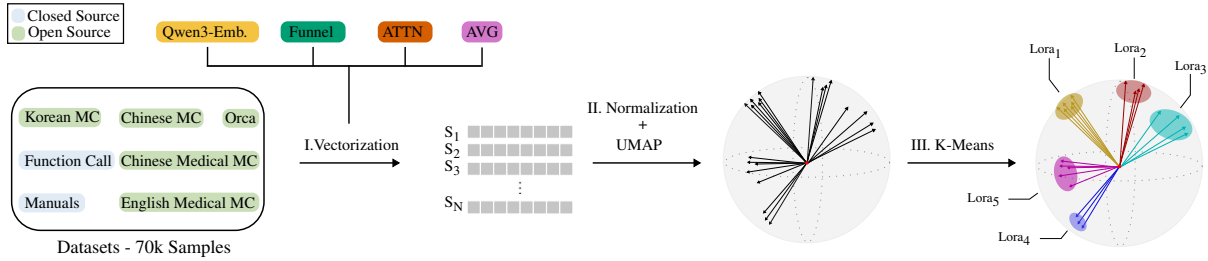 Closed Source
Open Source
Qwen3-Emb.
Funnel
ATTN
AVG
Korean MC
Chinese MC
Orca
Function Call
Chinese Medical MC
Manuals
English Medical MC
Datasets - 70k Samples
I.Vectorization
S1
S2
S3
⋮
SN
II. Normalization
+
UMAP
III. K-Means
Lora1
Lora2
Lora3
Lora5
Lora4